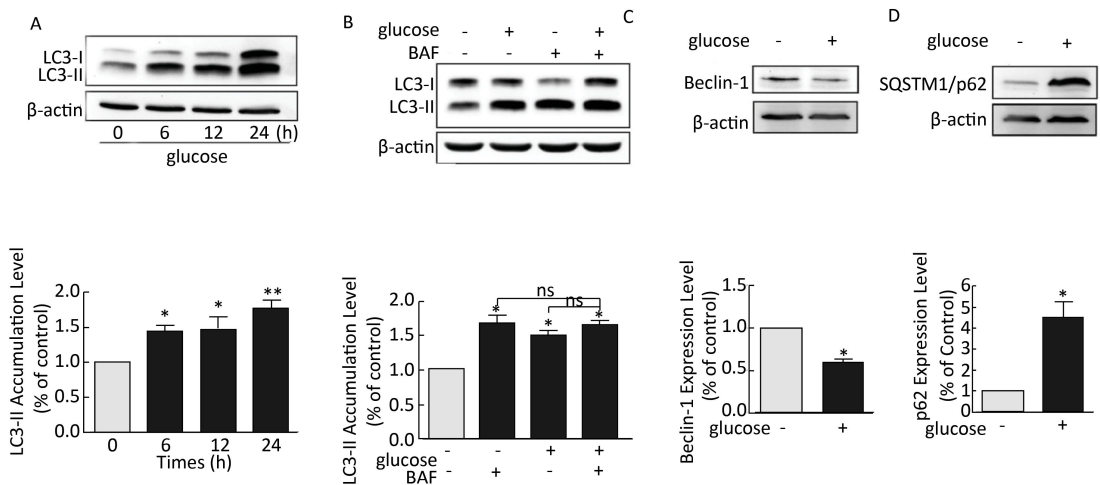 A
LC3-I
LC3-II
β-actin
0 6 12 24 (h)
glucose
B
glucose - + - +
BAF - - + +
LC3-I
LC3-II
β-actin
C
glucose - +
Beclin-1
β-actin
D
glucose - +
SQSTM1/p62
β-actin
LC3-II Accumulation Level
(% of control)
2.0
1.5
1.0
0.5
0.0
* * **
0 6 12 24
Times (h)
LC3-II Accumulation Level
(% of control)
2.0
1.5
1.0
0.5
0.0
ns
ns
* * *
glucose - - + +
BAF - + - +
Beclin-1 Expression Level
(% of control)
1.5
1.0
0.5
0.0
*
glucose - +
p62 Expression Level
(% of Control)
6
5
4
2
1
0
*
glucose - +